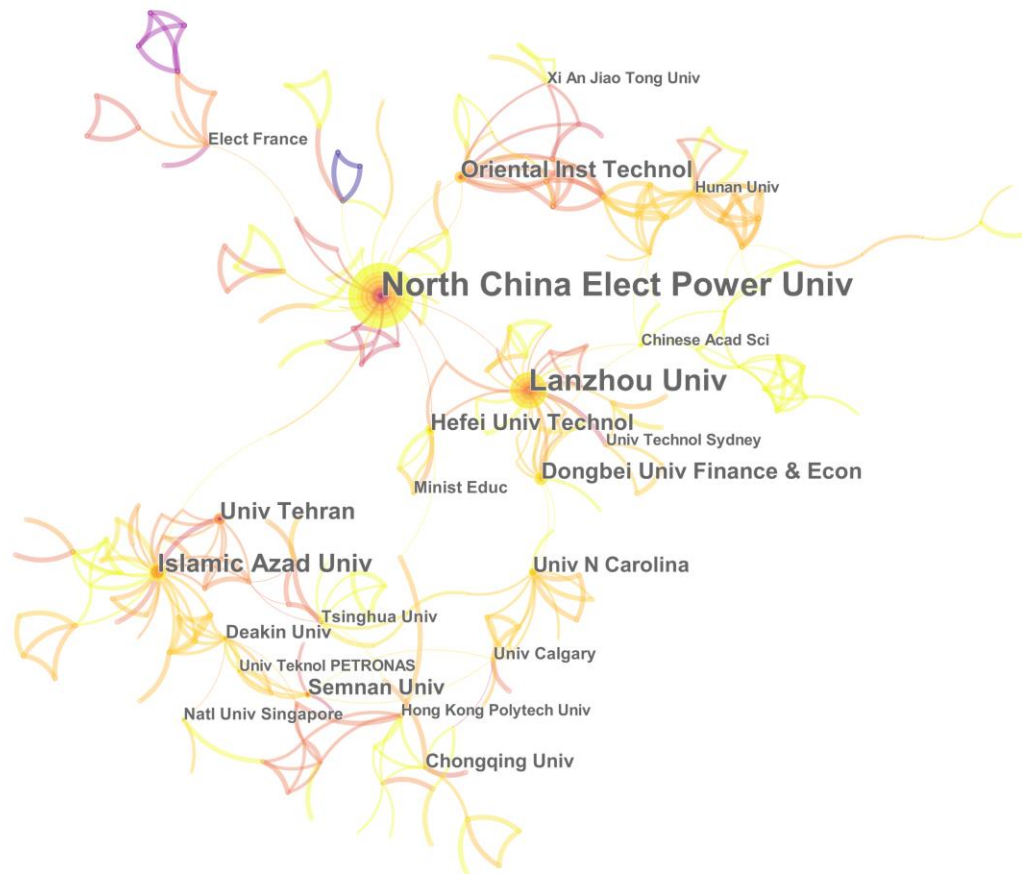 Xi An Jiao Tong Univ
Elect France
Oriental Inst Technol
Hunan Univ
North China Elect Power Univ
Chinese Acad Sci
Lanzhou Univ
Hefei Univ Technol
Univ Technol Sydney
Dongbei Univ Finance & Econ
Minist Educ
Univ Tehran
Islamic Azad Univ
Univ N Carolina
Tsinghua Univ
Deakin Univ
Univ Calgary
Univ Teknol PETRONAS
Semnan Univ
Natl Univ Singapore
Hong Kong Polytech Univ
Chongqing Univ